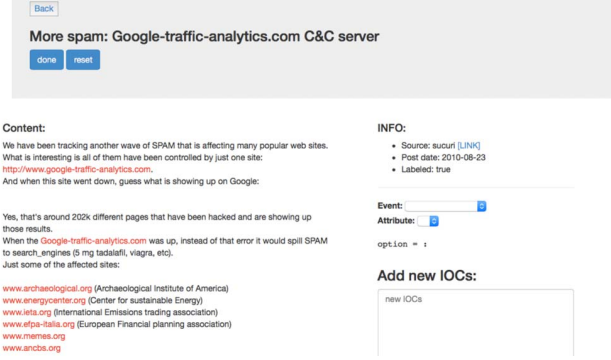 Back
More spam: Google-traffic-analytics.com C&C server
done reset
Content:
We have been tracking another wave of SPAM that is affecting many popular web sites.
What is interesting is all of them have been controlled by just one site:
http://www.google-traffic-analytics.com.
And when this site went down, guess what is showing up on Google:
Yes, that's around 202k different pages that have been hacked and are showing up
those results.
When the Google-traffic-analytics.com was up, instead of that error it would spill SPAM
to search_engines (5 mg tadalafil, viagra, etc).
Just some of the affected sites:
www.archaeological.org (Archaeological Institute of America)
www.energycenter.org (Center for sustainable Energy)
www.ieta.org (International Emissions trading association)
www.efpa-italia.org (European Financial planning association)
www.memes.org
www.ancbs.org
INFO:
Source: sucuri [LINK]
Post date: 2010-08-23
Labeled: true
Event:
Attribute:
option = :
Add new IOCs:
new IOCs